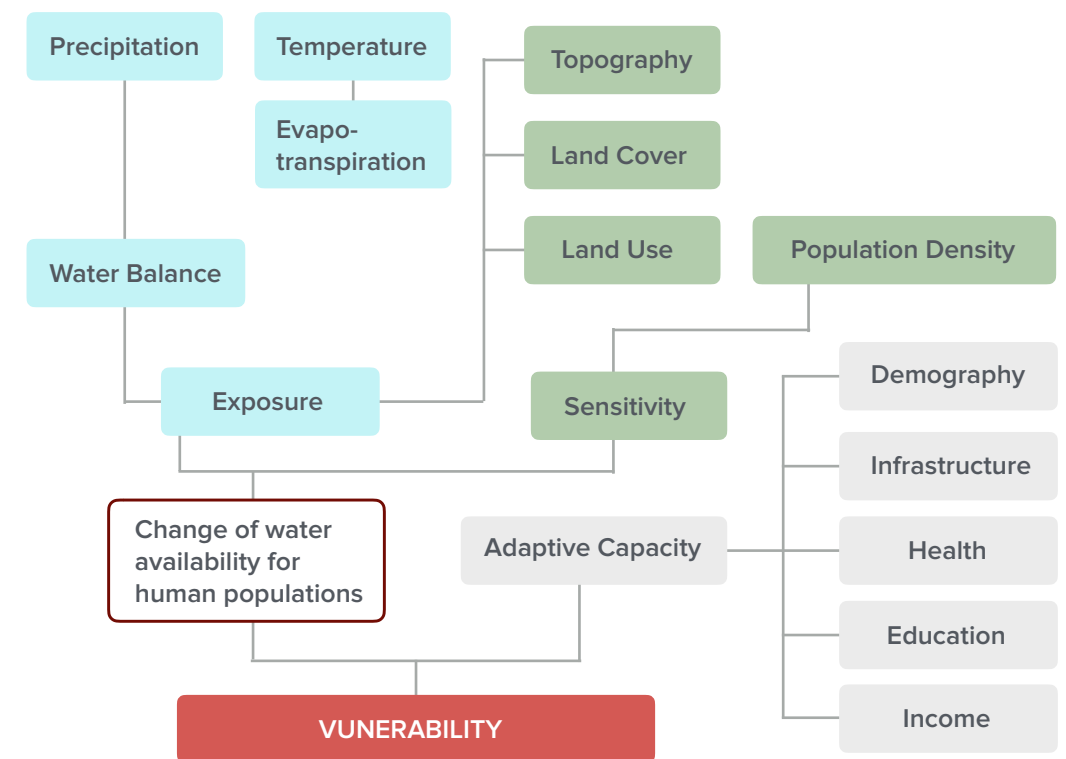 Precipitation
Temperature
Topography
Evapo-
transpiration
Land Cover
Land Use
Population Density
Water Balance
Demography
Exposure
Sensitivity
Infrastructure
Change of water
availability for
human populations
Adaptive Capacity
Health
Education
Income
VUNERABILITY